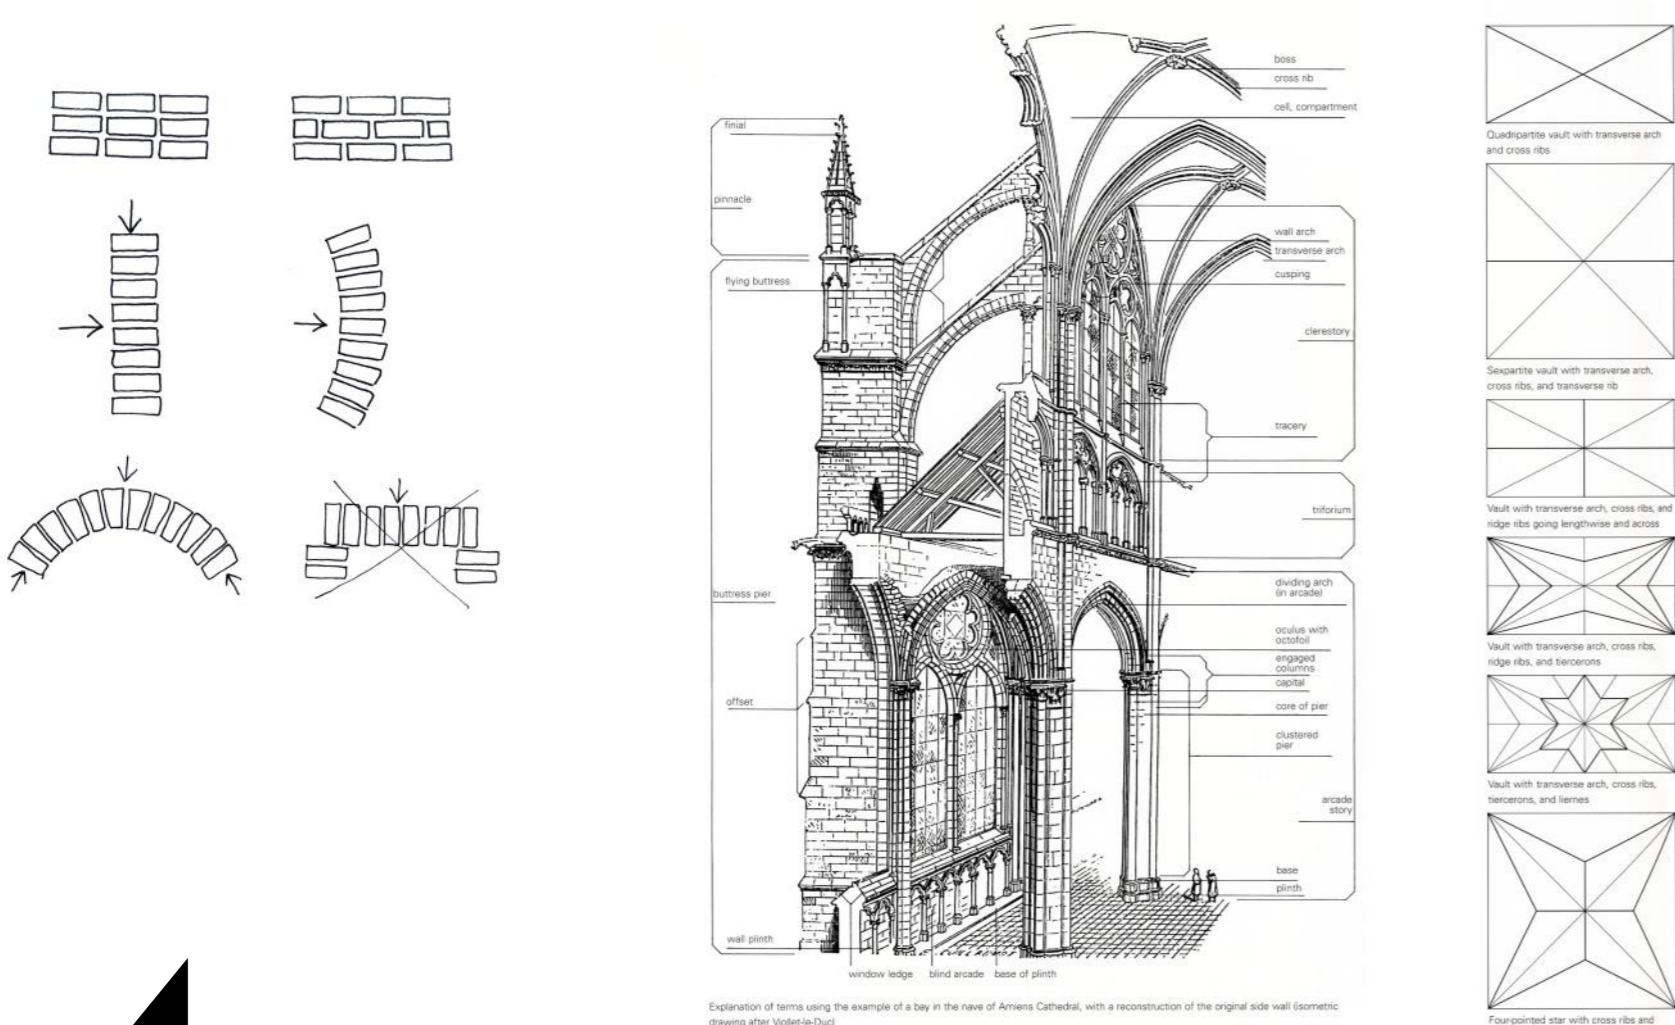 finial
pinnacle
flying buttress
buttress pier
offset
wall plinth
window ledge
blind arcade
base of plinth
boss
cross rib
cell, compartment
wall arch
transverse arch
cusping
clerestory
tracery
triforium
dividing arch
(in arcade)
oculus with
octofoil
engaged
columns
capital
core of pier
clustered
pier
arcade
story
base
plinth
Explanation of terms using the example of a bay in the nave of Amiens Cathedral, with a reconstruction of the original side wall (isometric
drawing after Viollet-le-Duc)
Quadripartite vault with transverse arch
and cross ribs
Sexpartite vault with transverse arch,
cross ribs, and transverse rib
Vault with transverse arch, cross ribs, and
ridge ribs going lengthwise and across
Vault with transverse arch, cross ribs,
ridge ribs, and tiercerons
Vault with transverse arch, cross ribs,
tiercerons, and liernes
Four-pointed star with cross ribs and